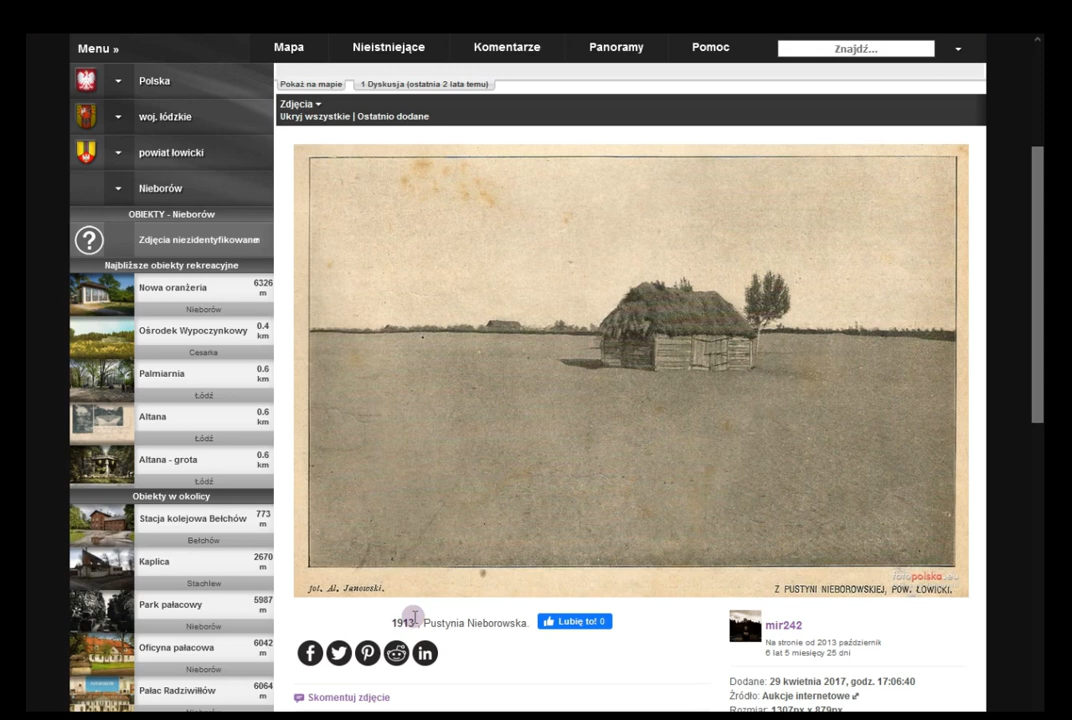 Menu »
Mapa Nieistniejące Komentarze Panoramy Pomoc Znajdź...
Polska
woj. łódzkie
powiat łowicki
Nieborów
OBIEKTY - Nieborów
Zdjęcia niezidentyfikowane
Najbliższe obiekty rekreacyjne
Nowa oranżeria 6326 m
Nieborów
Ośrodek Wypoczynkowy 0.4 km
Cesarka
Palmiarnia 0.6 km
Łódź
Altana 0.6 km
Łódź
Altana - grota 0.6 km
Łódź
Obiekty w okolicy
Stacja kolejowa Bełchów 773 m
Bełchów
Kaplica 2670 m
Stachlew
Park pałacowy 5987 m
Nieborów
Oficyna pałacowa 6042 m
Nieborów
Pałac Radziwiłłów 6064 m
Pokaż na mapie 1 Dyskusja (ostatnia 2 lata temu)
Zdjęcia
Ukryj wszystkie | Ostatnio dodane
fotopolska.eu
fot. Al. Janowski. Z PUSTYNI NIEBOROWSKIEJ, POW. ŁOWICKI.
1913 , Pustynia Nieborowska. Lubię to! 0
Skomentuj zdjęcie
mir242
Na stronie od 2013 październik
6 lat 5 miesięcy 25 dni
Dodane: 29 kwietnia 2017, godz. 17:06:40
Źródło: Aukcje internetowe
Rozmiar: 1307px x 879px